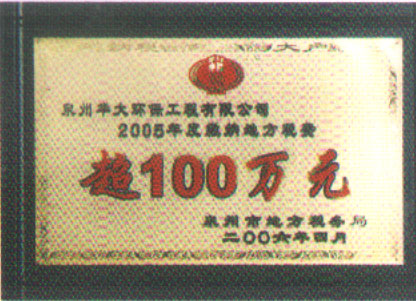 泉州华大环保工程有限公司
2005年度缴纳地方税费
超100万元
泉州市地方税务局
二〇〇六年四月